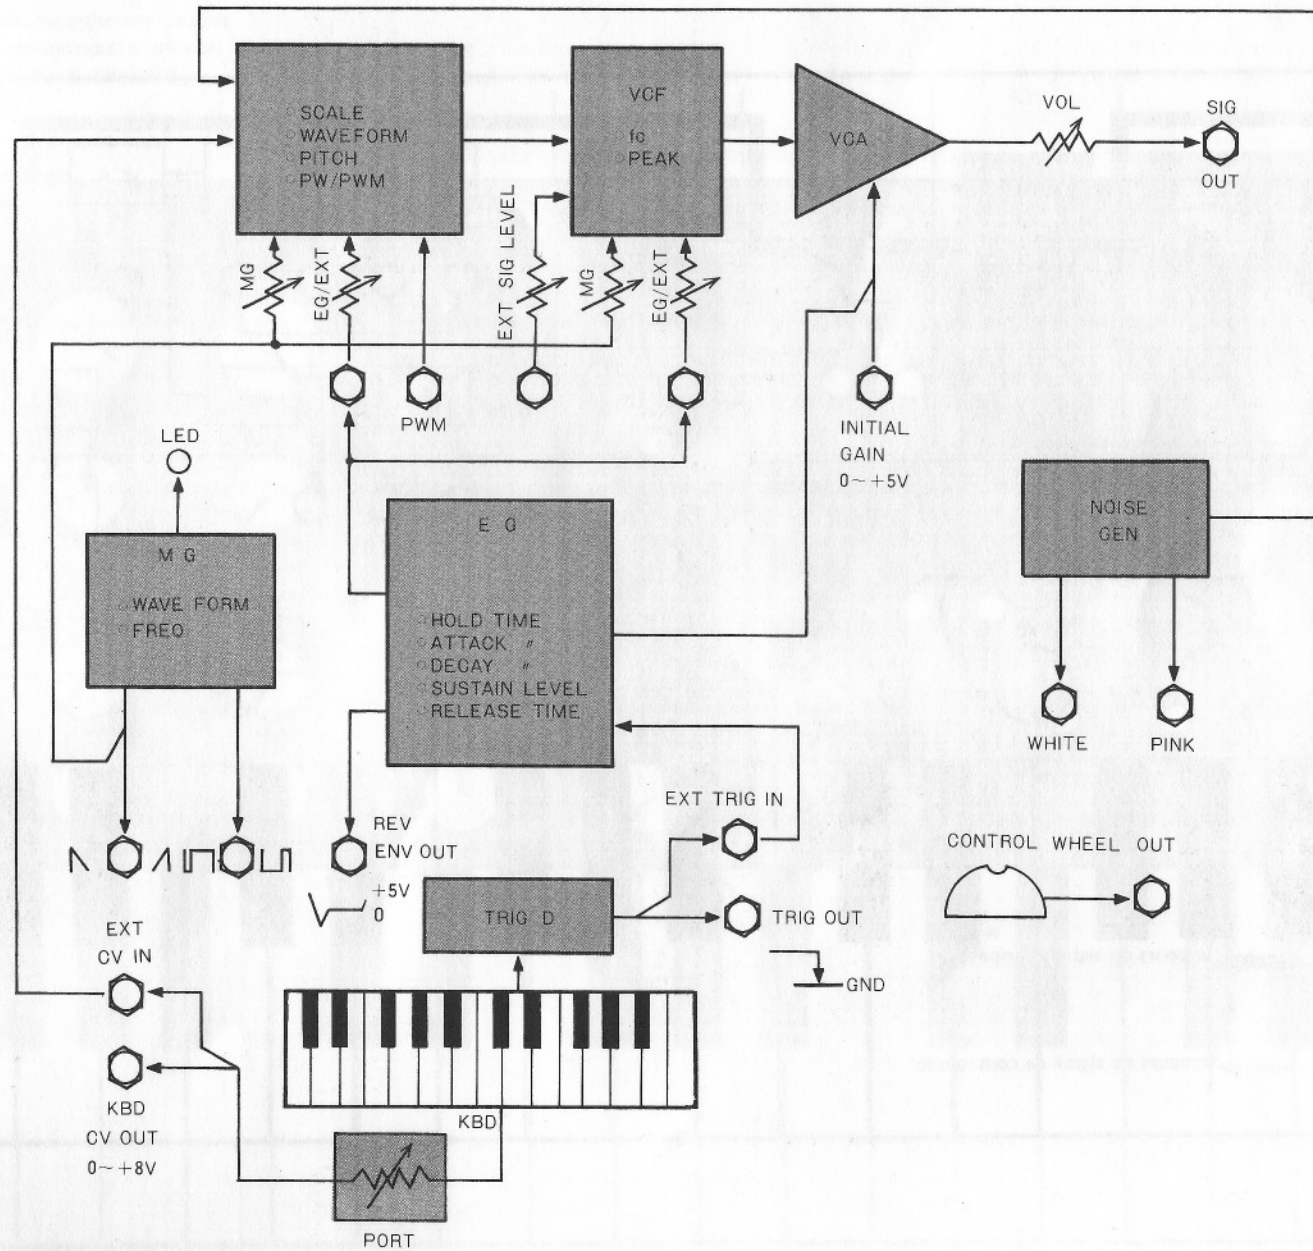 SCALE
WAVEFORM
PITCH
PW/PWM
VCF
fc
PEAK
VCA
VOL
SIG
OUT
MG
EG/EXT
EXT SIG LEVEL
MG
EG/EXT
PWM
INITIAL
GAIN
0~+5V
LED
MG
WAVE FORM
FREQ
EG
HOLD TIME
ATTACK 〃
DECAY 〃
SUSTAIN LEVEL
RELEASE TIME
NOISE
GEN
WHITE
PINK
REV
ENV OUT
+5V
0
EXT TRIG IN
TRIG D
TRIG OUT
GND
CONTROL WHEEL OUT
EXT
CV IN
KBD
CV OUT
0~+8V
KBD
PORT